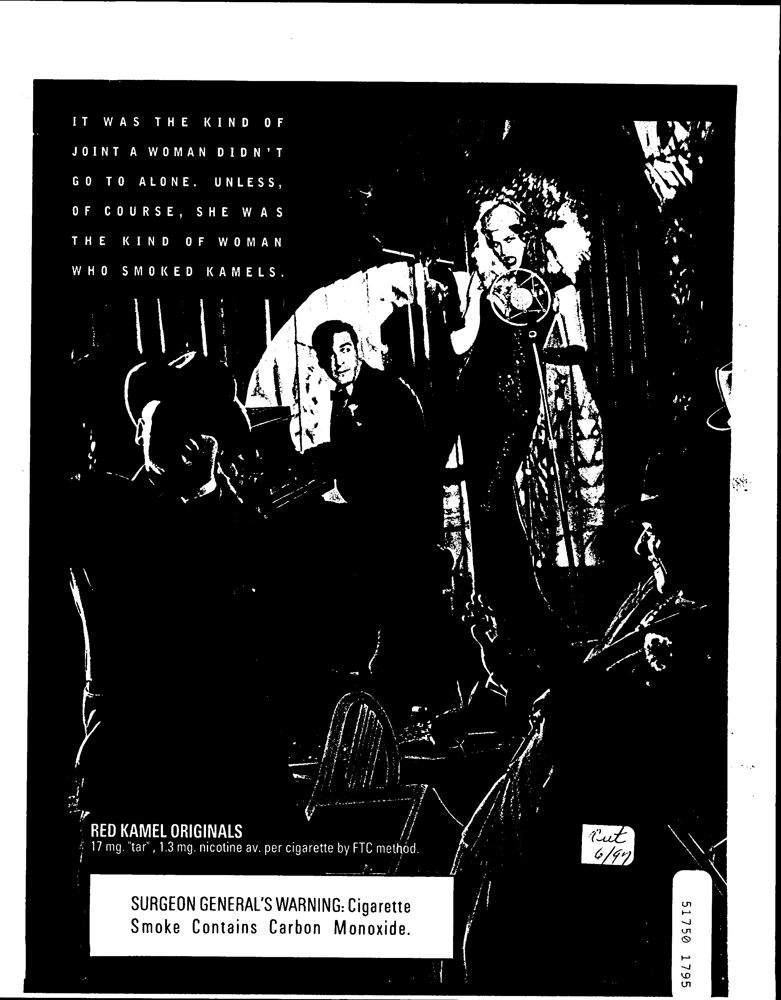 IT WAS THE KIND OF
JOINT A WOMAN DIDN'T
GO TO ALONE. UNLESS,
OF COURSE, SHE WAS
THE KIND OF WOMAN
WHO SMOKED KAMELS.
RED KAMEL ORIGINALS
17 mg. "tar", 1.3 mg. nicotine av. per cigarette by FTC method.
6/97
SURGEON GENERAL'S WARNING: Cigarette
Smoke Contains Carbon Monoxide.
51750 1795